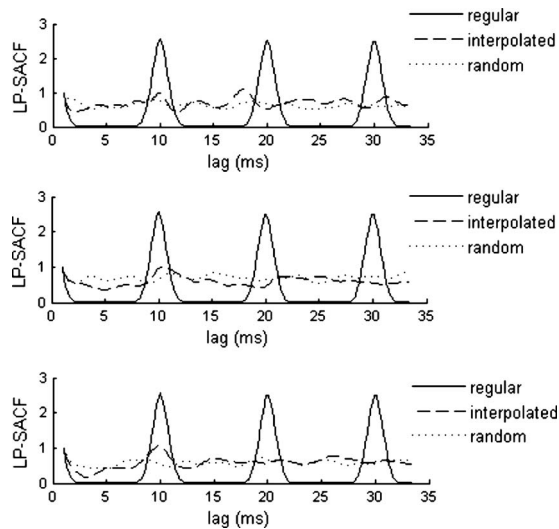 regular
interpolated
random
LP-SACF
3
2
1
0
0 5 10 15 20 25 30 35
lag (ms)
regular
interpolated
random
LP-SACF
3
2
1
0
0 5 10 15 20 25 30 35
lag (ms)
regular
interpolated
random
LP-SACF
3
2
1
0
0 5 10 15 20 25 30 35
lag (ms)